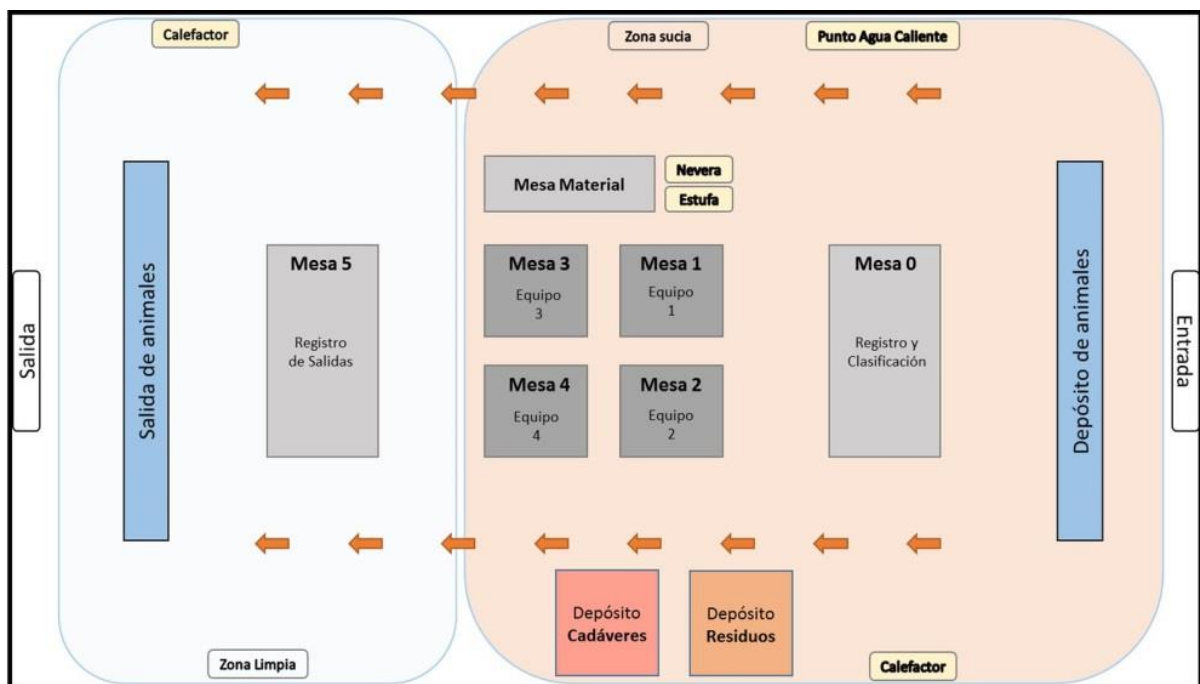 Calefactor
Zona sucia
Punto Agua Caliente
Mesa Material
Nevera
Estufa
Salida
Salida de animales
Mesa 5
Registro
de Salidas
Mesa 3
Equipo
3
Mesa 1
Equipo
1
Mesa 4
Equipo
4
Mesa 2
Equipo
2
Mesa 0
Registro y
Clasificación
Depósito de animales
Entrada
Depósito
Cadáveres
Depósito
Residuos
Zona Limpia
Calefactor